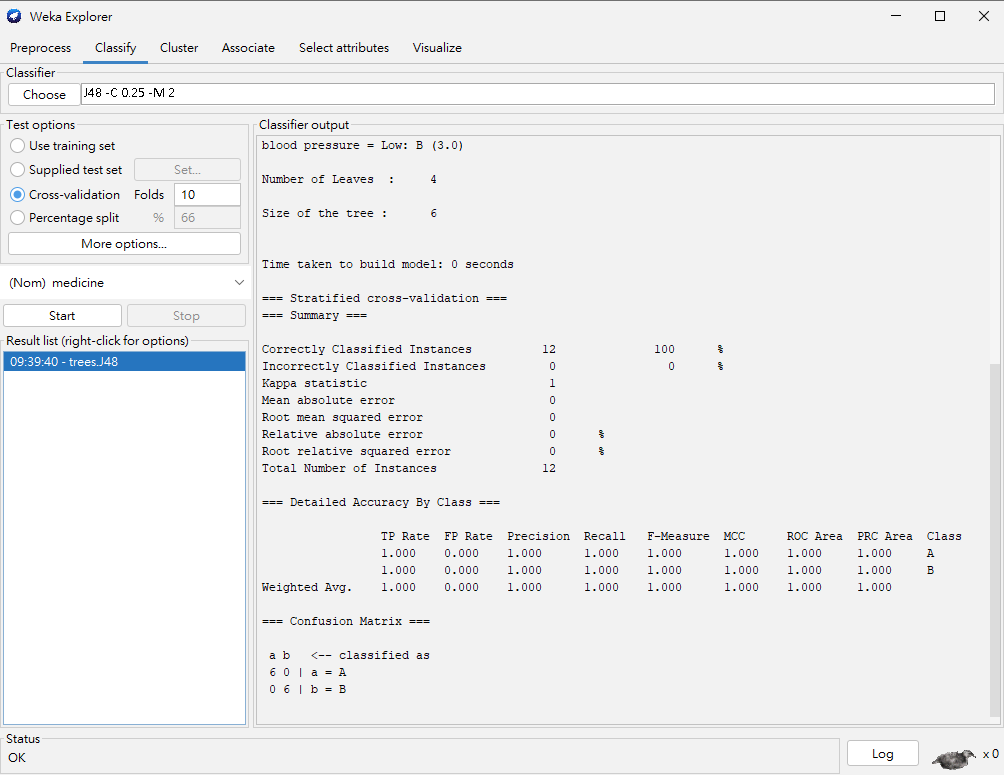 Weka Explorer
Preprocess Classify Cluster Associate Select attributes Visualize
Classifier
Choose J48 -C 0.25 -M 2
Test options
Use training set
Supplied test set Set...
Cross-validation Folds 10
Percentage split % 66
More options...
(Nom) medicine
Start Stop
Result list (right-click for options)
09:39:40 - trees.J48
Classifier output
blood pressure = Low: B (3.0)
Number of Leaves : 4
Size of the tree : 6
Time taken to build model: 0 seconds
=== Stratified cross-validation ===
=== Summary ===
Correctly Classified Instances 12 100 %
Incorrectly Classified Instances 0 0 %
Kappa statistic 1
Mean absolute error 0
Root mean squared error 0
Relative absolute error 0 %
Root relative squared error 0 %
Total Number of Instances 12
=== Detailed Accuracy By Class ===
TP Rate FP Rate Precision Recall F-Measure MCC ROC Area PRC Area Class
1.000 0.000 1.000 1.000 1.000 1.000 1.000 1.000 A
1.000 0.000 1.000 1.000 1.000 1.000 1.000 1.000 B
Weighted Avg. 1.000 0.000 1.000 1.000 1.000 1.000 1.000 1.000
=== Confusion Matrix ===
a b <-- classified as
6 0 | a = A
0 6 | b = B
Status
OK
Log x 0